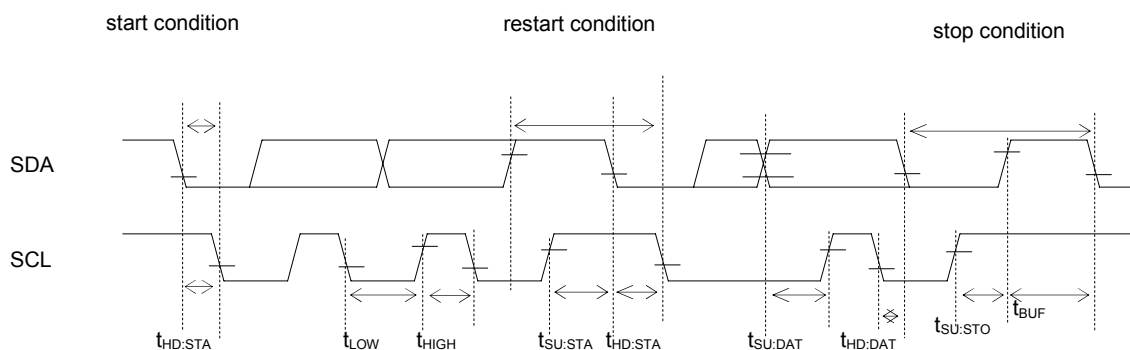 start condition
restart condition
stop condition
SDA
SCL
tHD:STA
tLOW
tHIGH
tSU:STA
tHD:STA
tSU:DAT
tHD:DAT
tSU:STO
tBUF